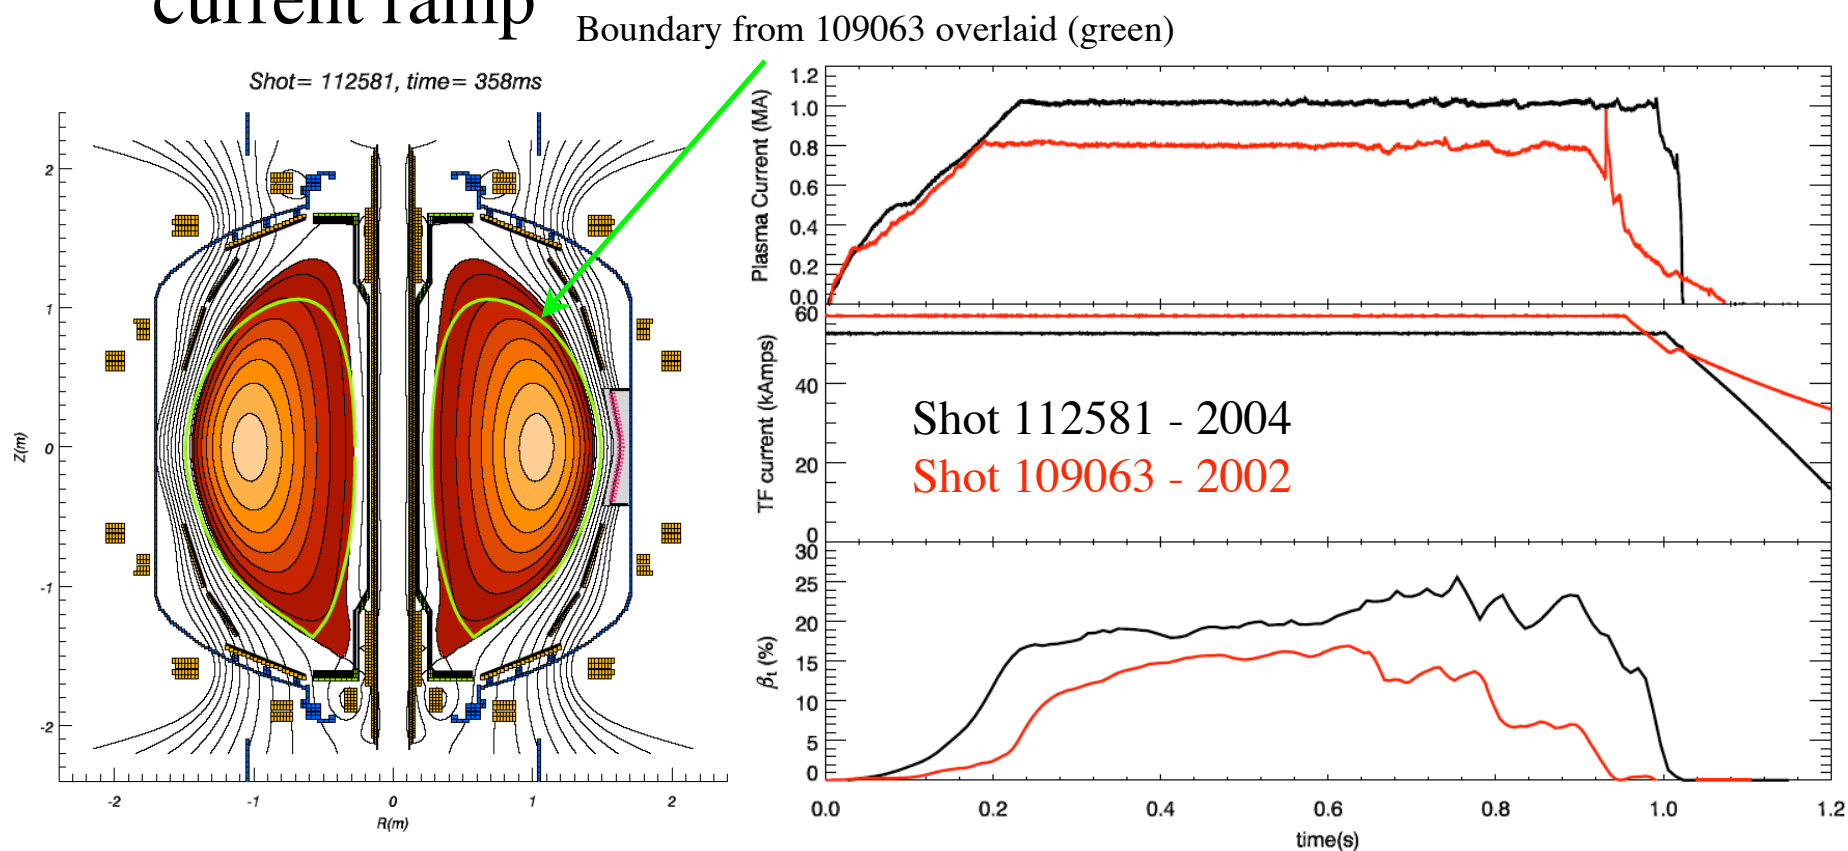 current ramp
Boundary from 109063 overlaid (green)
Shot= 112581, time= 358ms
2
1
0
-1
-2
Z(m)
-2 -1 0 1 2
R(m)
1.2
1.0
0.8
0.6
0.4
0.2
0.0
Plasma Current (MA)
60
40
20
0
TF current (kAmps)
Shot 112581 - 2004
Shot 109063 - 2002
30
25
20
15
10
5
0
βt (%)
0.0 0.2 0.4 0.6 0.8 1.0 1.2
time(s)